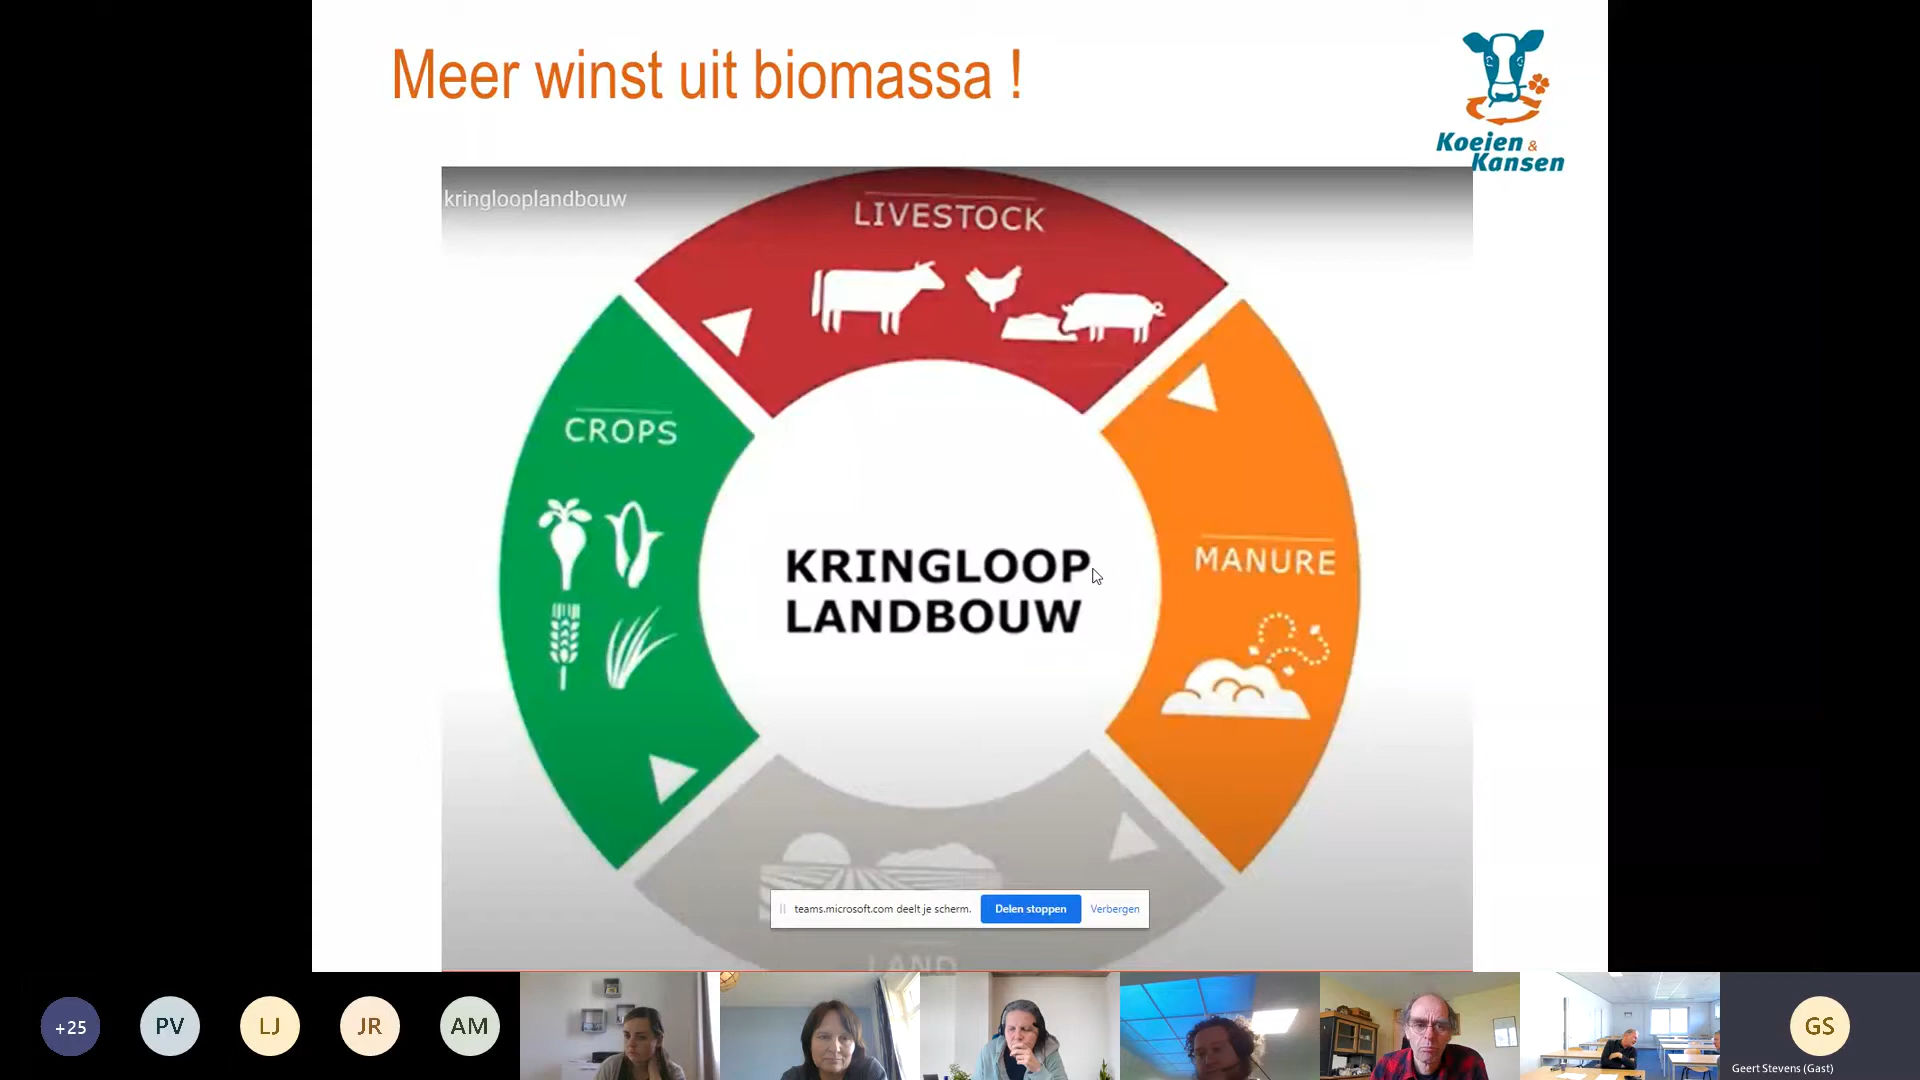 Meer winst uit biomassa !
Koeien &
Kansen
kringlooplandbouw
LIVESTOCK
CROPS
MANURE
KRINGLOOP
LANDBOUW
LAND
teams.microsoft.com deelt je scherm.
Delen stoppen
Verbergen
+25
PV
LJ
JR
AM
GS
Geert Stevens (Gast)